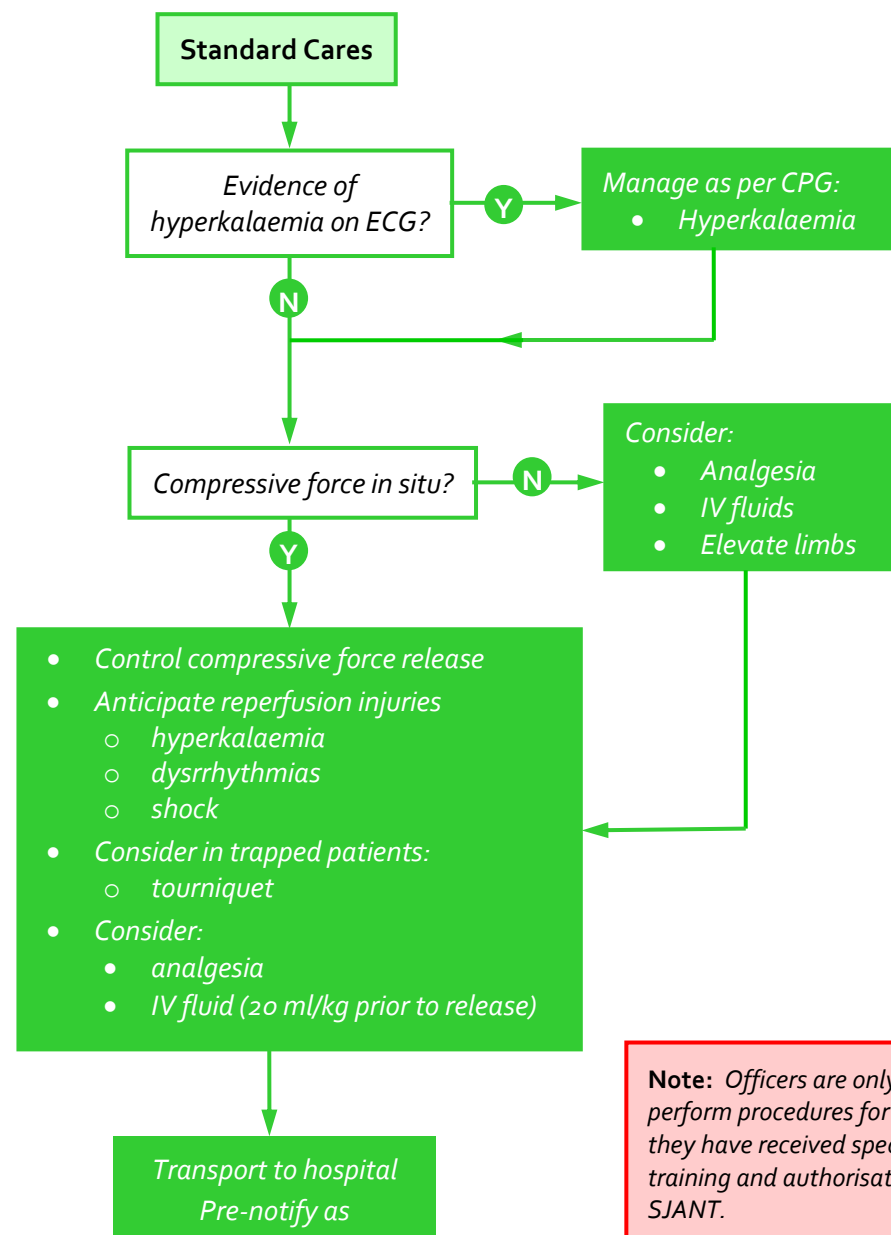 Standard Cares
Evidence of
hyperkalaemia on ECG?
Y
Manage as per CPG:
• Hyperkalaemia
N
Compressive force in situ?
N
Consider:
• Analgesia
• IV fluids
• Elevate limbs
Y
• Control compressive force release
• Anticipate reperfusion injuries
o hyperkalaemia
o dysrrhythmias
o shock
• Consider in trapped patients:
o tourniquet
• Consider:
• analgesia
• IV fluid (20 ml/kg prior to release)
Note: Officers are only
perform procedures for
they have received
training and
SJANT.
Transport to hospital
Pre-notify as